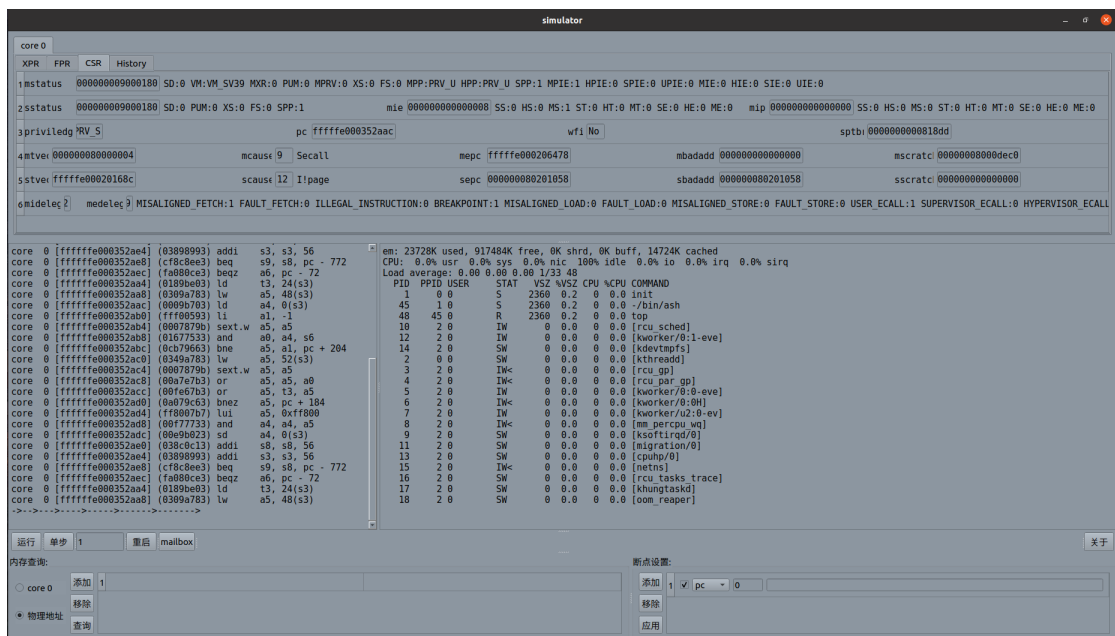 simulator
core 0
XPR FPR CSR History
1 mstatus 000000009000180 SD:0 VM:VM_SV39 MXR:0 PUM:0 MPRV:0 XS:0 FS:0 MPP:PRV_U HPP:PRV_U SPP:1 MPIE:1 HPIE:0 SPIE:0 UPIE:0 MIE:0 HIE:0 SIE:0 UIE:0
2 sstatus 000000009000180 SD:0 PUM:0 XS:0 FS:0 SPP:1 mie 000000000000008 SS:0 HS:0 MS:1 ST:0 HT:0 MT:0 SE:0 HE:0 ME:0 mip 000000000000000 SS:0 HS:0 MS:0 ST:0 HT:0 MT:0 SE:0 HE:0 ME:0
3 priviledg PRV_S pc fffffe000352aac wfi No sptb 0000000000818dd
4 mtve 000000080000004 mcause 9 Secall mepc fffffe000206478 mbadadd 000000000000000 mscratc 00000008000dec0
5 stve fffffe00020168c scause 12 I!page sepc 000000080201058 sbadadd 000000080201058 sscratc 000000000000000
6 mideleg 2 medeleg 9 MISALIGNED_FETCH:1 FAULT_FETCH:0 ILLEGAL_INSTRUCTION:0 BREAKPOINT:1 MISALIGNED_LOAD:0 FAULT_LOAD:0 MISALIGNED_STORE:0 FAULT_STORE:0 USER_ECALL:1 SUPERVISOR_ECALL:0 HYPERVISOR_ECALL
core 0 [ffffffe000352ae4] (03898993) addi s3, s3, 56
core 0 [ffffffe000352ae8] (cf8c8ee3) beq s9, s8, pc - 772
core 0 [ffffffe000352aec] (fa080ce3) beqz a6, pc - 72
core 0 [ffffffe000352aa4] (0189be03) ld t3, 24(s3)
core 0 [ffffffe000352aa8] (0309a783) lw a5, 48(s3)
core 0 [ffffffe000352aac] (0009b703) ld a4, 0(s3)
core 0 [ffffffe000352ab0] (fff00593) li a1, -1
core 0 [ffffffe000352ab4] (0007879b) sext.w a5, a5
core 0 [ffffffe000352ab8] (01677533) and a0, a4, s6
core 0 [ffffffe000352abc] (0cb79663) bne a5, a1, pc + 204
core 0 [ffffffe000352ac0] (0349a783) lw a5, 52(s3)
core 0 [ffffffe000352ac4] (0007879b) sext.w a5, a5
core 0 [ffffffe000352ac8] (00a7e7b3) or a5, a5, a0
core 0 [ffffffe000352acc] (00fe67b3) or a5, t3, a5
core 0 [ffffffe000352ad0] (0a079c63) bnez a5, pc + 184
core 0 [ffffffe000352ad4] (ff8007b7) lui a5, 0xff800
core 0 [ffffffe000352ad8] (00f77733) and a4, a4, a5
core 0 [ffffffe000352adc] (00e9b023) sd a4, 0(s3)
core 0 [ffffffe000352ae0] (038c0c13) addi s8, s8, 56
core 0 [ffffffe000352ae4] (03898993) addi s3, s3, 56
core 0 [ffffffe000352ae8] (cf8c8ee3) beq s9, s8, pc - 772
core 0 [ffffffe000352aec] (fa080ce3) beqz a6, pc - 72
core 0 [ffffffe000352aa4] (0189be03) ld t3, 24(s3)
core 0 [ffffffe000352aa8] (0309a783) lw a5, 48(s3)
->-->--->---->----->------>------->
em: 23728K used, 917484K free, 0K shrd, 0K buff, 14724K cached
CPU: 0.0% usr 0.0% sys 0.0% nic 100% idle 0.0% io 0.0% irq 0.0% sirq
Load average: 0.00 0.00 0.00 1/33 48
PID PPID USER STAT VSZ %VSZ CPU %CPU COMMAND
1 0 0 S 2360 0.2 0 0.0 init
45 1 0 S 2360 0.2 0 0.0 -/bin/ash
48 45 0 R 2360 0.2 0 0.0 top
10 2 0 IW 0 0.0 0 0.0 [rcu_sched]
12 2 0 IW 0 0.0 0 0.0 [kworker/0:1-eve]
14 2 0 SW 0 0.0 0 0.0 [kdevtmpfs]
2 0 0 SW 0 0.0 0 0.0 [kthreadd]
3 2 0 IW< 0 0.0 0 0.0 [rcu_gp]
4 2 0 IW< 0 0.0 0 0.0 [rcu_par_gp]
5 2 0 IW 0 0.0 0 0.0 [kworker/0:0-eve]
6 2 0 IW< 0 0.0 0 0.0 [kworker/0:0H]
7 2 0 IW 0 0.0 0 0.0 [kworker/u2:0-ev]
8 2 0 IW< 0 0.0 0 0.0 [mm_percpu_wq]
9 2 0 SW 0 0.0 0 0.0 [ksoftirqd/0]
11 2 0 SW 0 0.0 0 0.0 [migration/0]
13 2 0 SW 0 0.0 0 0.0 [cpuhp/0]
15 2 0 IW< 0 0.0 0 0.0 [netns]
16 2 0 SW 0 0.0 0 0.0 [rcu_tasks_trace]
17 2 0 SW 0 0.0 0 0.0 [khungtaskd]
18 2 0 SW 0 0.0 0 0.0 [oom_reaper]
运行 单步 1 重启 mailbox 关于
内存查询:
core 0
物理地址
添加 1
移除
查询
断点设置:
添加 1 pc 0
移除
应用